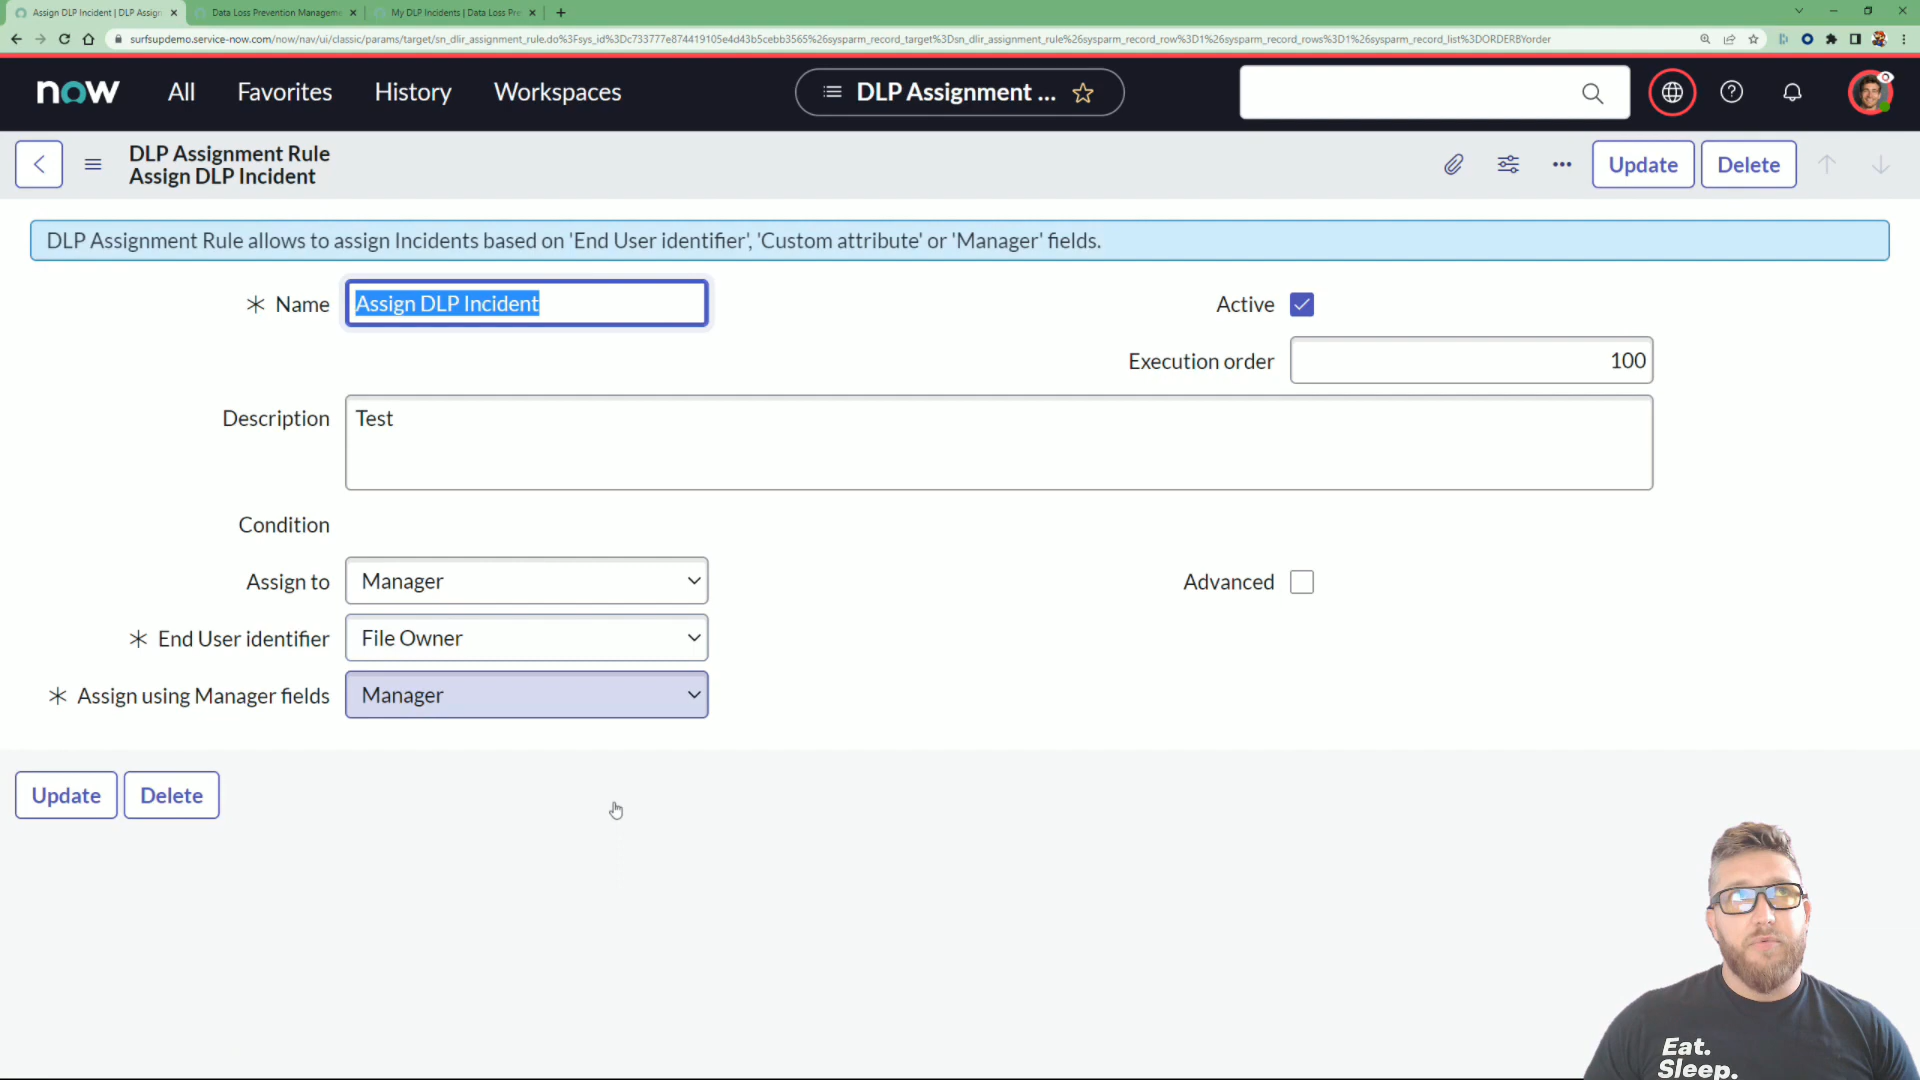 Assign DLP Incident | DLP Assign
Data Loss Prevention Manageme
My DLP Incidents | Data Loss Pre
surfsupdemo.service-now.com/now/nav/ui/classic/params/target/sn_dlir_assignment_rule.do%3Fsys_id%3Dc733777e874419105e4d43b5cebb3565%26sysparm_record_target%3Dsn_dlir_assignment_rule%26sysparm_record_row%3D1%26sysparm_record_rows%3D1%26sysparm_record_list%3DORDERBYorder
now
All
Favorites
History
Workspaces
DLP Assignment ...
DLP Assignment Rule
Assign DLP Incident
Update
Delete
DLP Assignment Rule allows to assign Incidents based on 'End User identifier', 'Custom attribute' or 'Manager' fields.
Name
Assign DLP Incident
Active
Execution order
100
Description
Test
Condition
Assign to
Manager
Advanced
End User identifier
File Owner
Assign using Manager fields
Manager
Update
Delete
Eat.
Sleep.